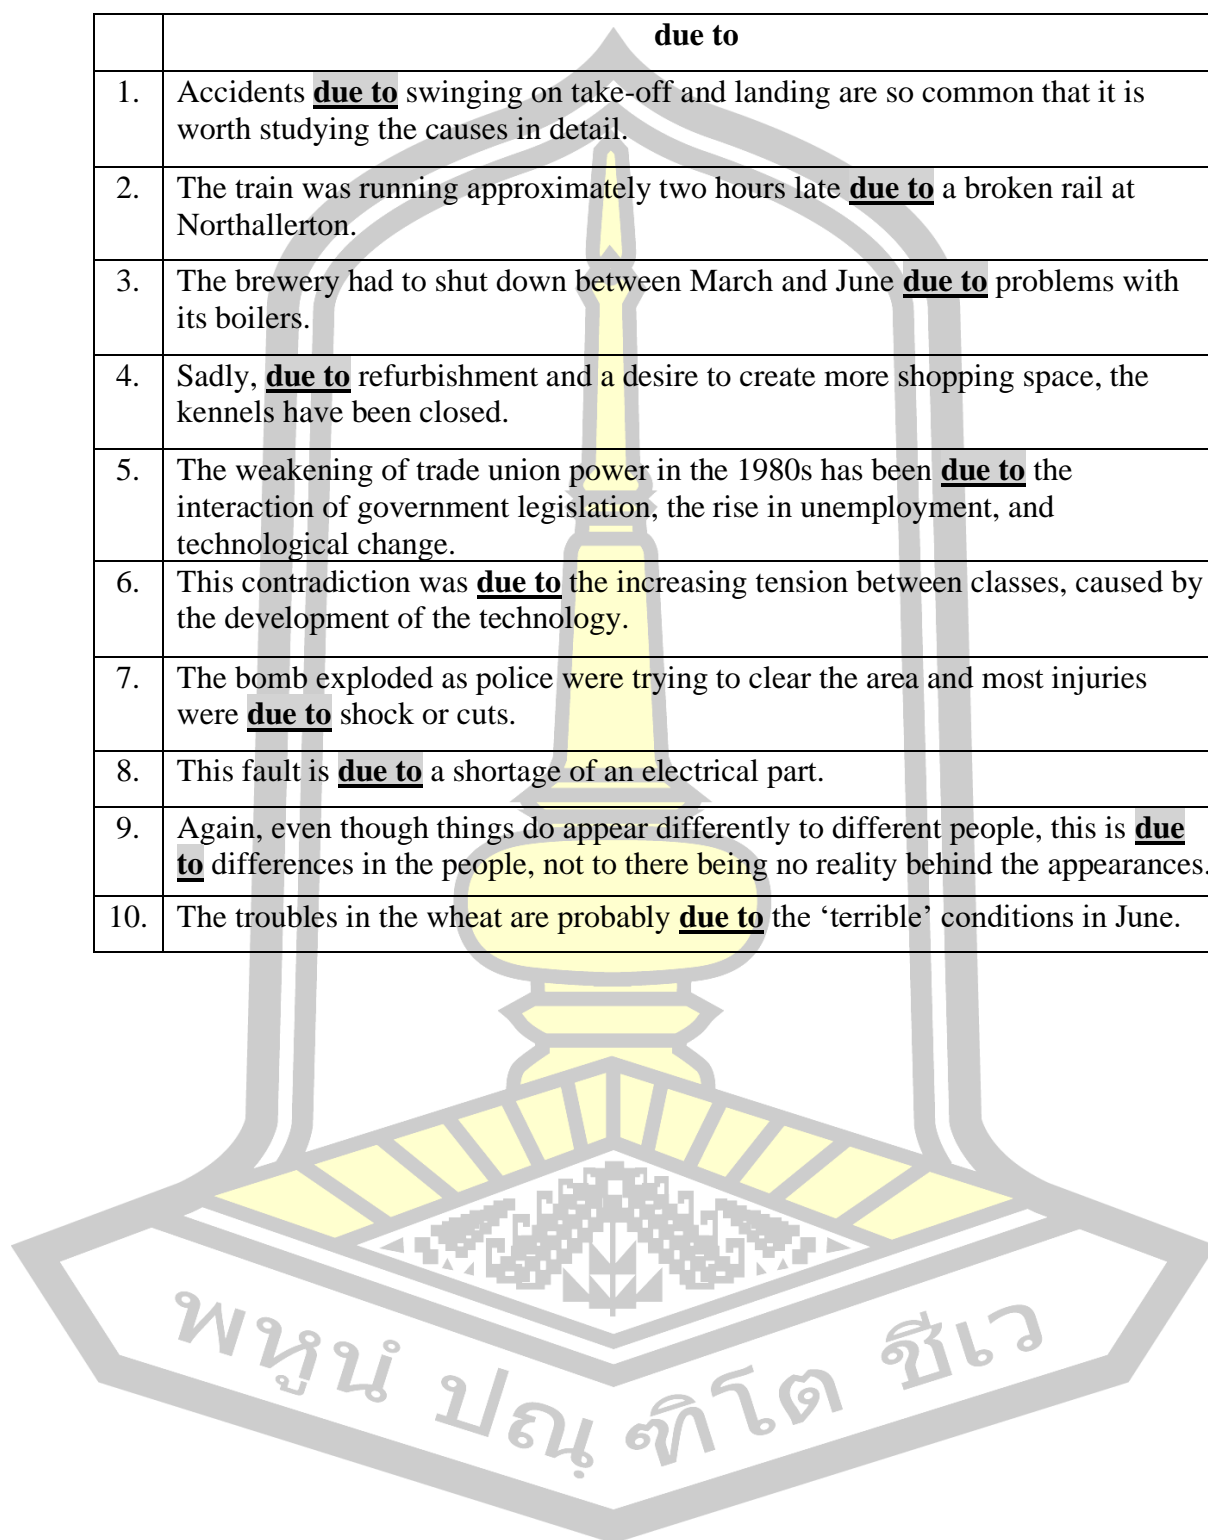 due to
1. Accidents due to swinging on take-off and landing are so common that it is
worth studying the causes in detail.
2. The train was running approximately two hours late due to a broken rail at
Northallerton.
3. The brewery had to shut down between March and June due to problems with
its boilers.
4. Sadly, due to refurbishment and a desire to create more shopping space, the
kennels have been closed.
5. The weakening of trade union power in the 1980s has been due to the
interaction of government legislation, the rise in unemployment, and
technological change.
6. This contradiction was due to the increasing tension between classes, caused by
the development of the technology.
7. The bomb exploded as police were trying to clear the area and most injuries
were due to shock or cuts.
8. This fault is due to a shortage of an electrical part.
9. Again, even though things do appear differently to different people, this is due
to differences in the people, not to there being no reality behind the appearances.
10. The troubles in the wheat are probably due to the ‘terrible’ conditions in June.
พหูนํ ปณฺฑิโต ชีเว